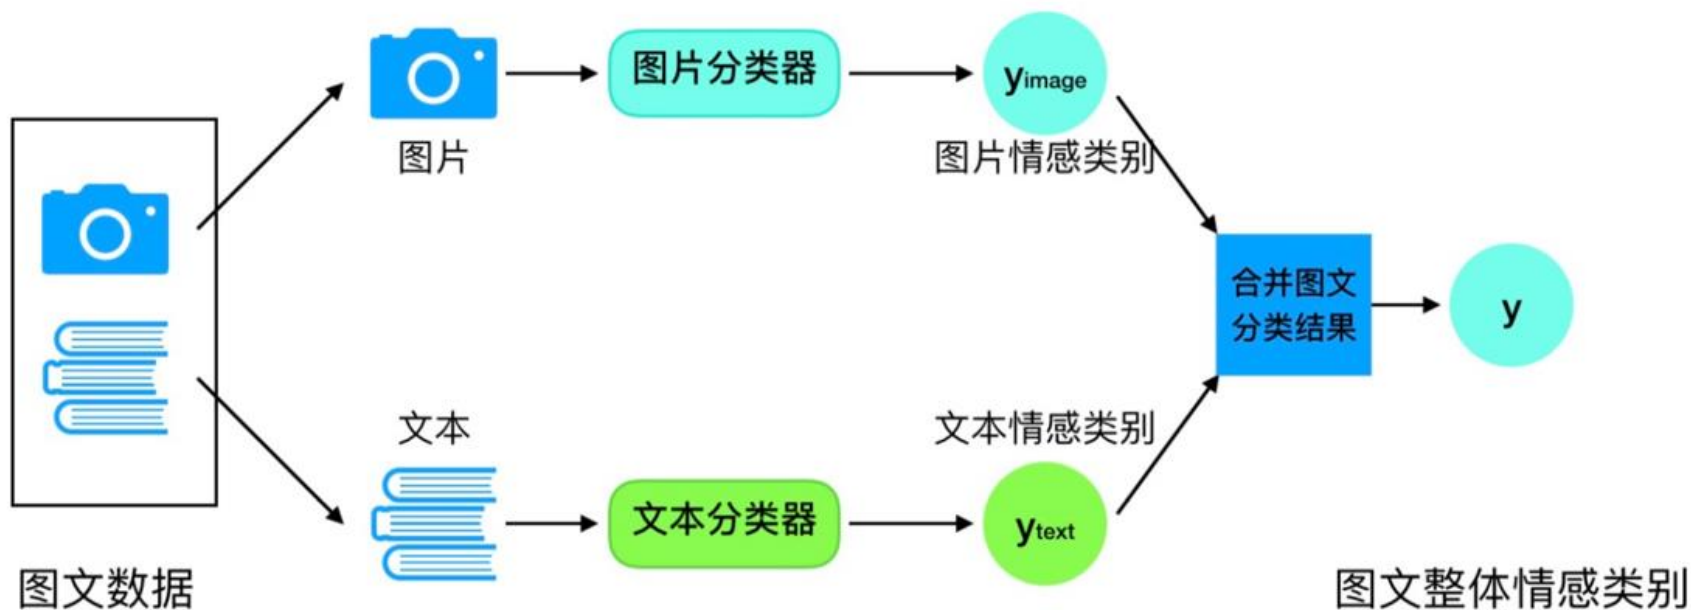 图片分类器
yimage
图片
图片情感类别
合并图文
分类结果
y
文本
文本情感类别
文本分类器
ytext
图文数据
图文整体情感类别